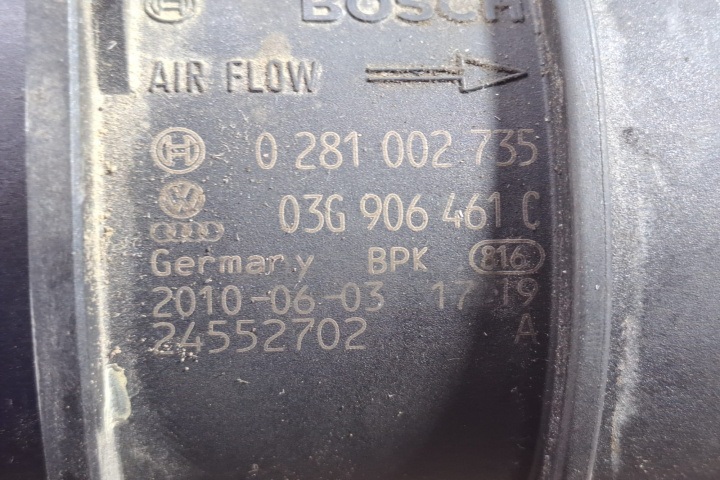 BOSCH
AIR FLOW
0 281 002 735
03G 906 461 C
Germany BPK 816
2010-06-03 17:19
24552702 A